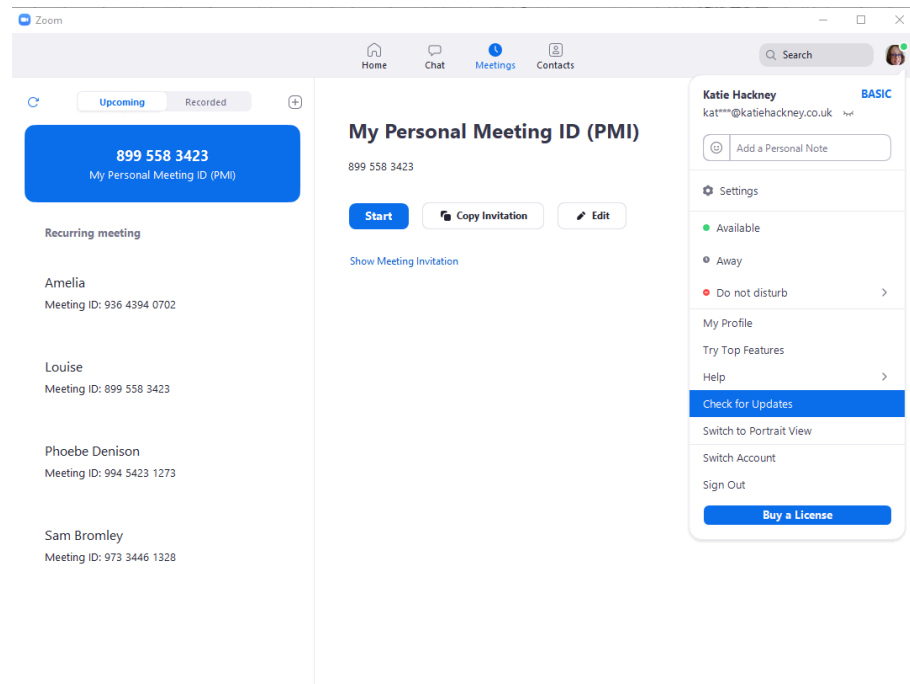 Zoom
Home
Chat
Meetings
Contacts
Search
Upcoming
Recorded
899 558 3423
My Personal Meeting ID (PMI)
Recurring meeting
Amelia
Meeting ID: 936 4394 0702
Louise
Meeting ID: 899 558 3423
Phoebe Denison
Meeting ID: 994 5423 1273
Sam Bromley
Meeting ID: 973 3446 1328
My Personal Meeting ID (PMI)
899 558 3423
Start
Copy Invitation
Edit
Show Meeting Invitation
Katie Hackney
BASIC
kat***@katiehackney.co.uk
Add a Personal Note
Settings
Available
Away
Do not disturb
My Profile
Try Top Features
Help
Check for Updates
Switch to Portrait View
Switch Account
Sign Out
Buy a License